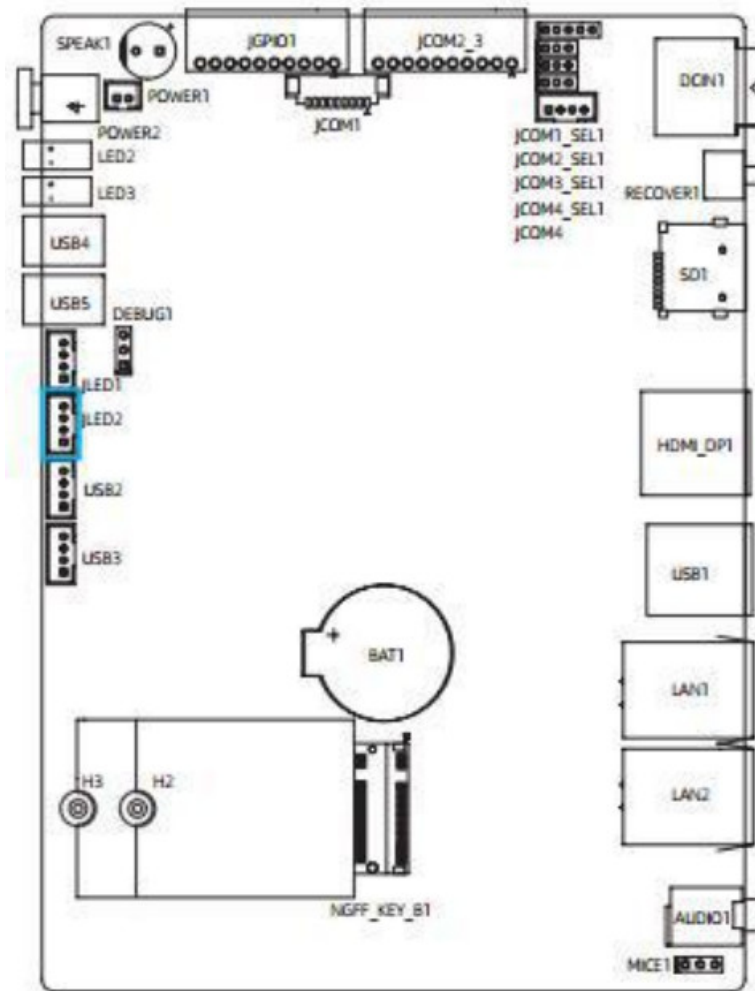 SPEAK1
JGPIO1
JCOM2_3
POWER1
JCOM1
DCIN1
POWER2
LED2
LED3
JCOM1_SEL1
JCOM2_SEL1
JCOM3_SEL1
JCOM4_SEL1
JCOM4
RECOVER1
USB4
SD1
USB5
DEBUG1
JLED1
JLED2
HDMI_DP1
USB2
USB3
USB1
BAT1
LAN1
H3
H2
LAN2
NGFF_KEY_B1
AUDIO1
MICE1